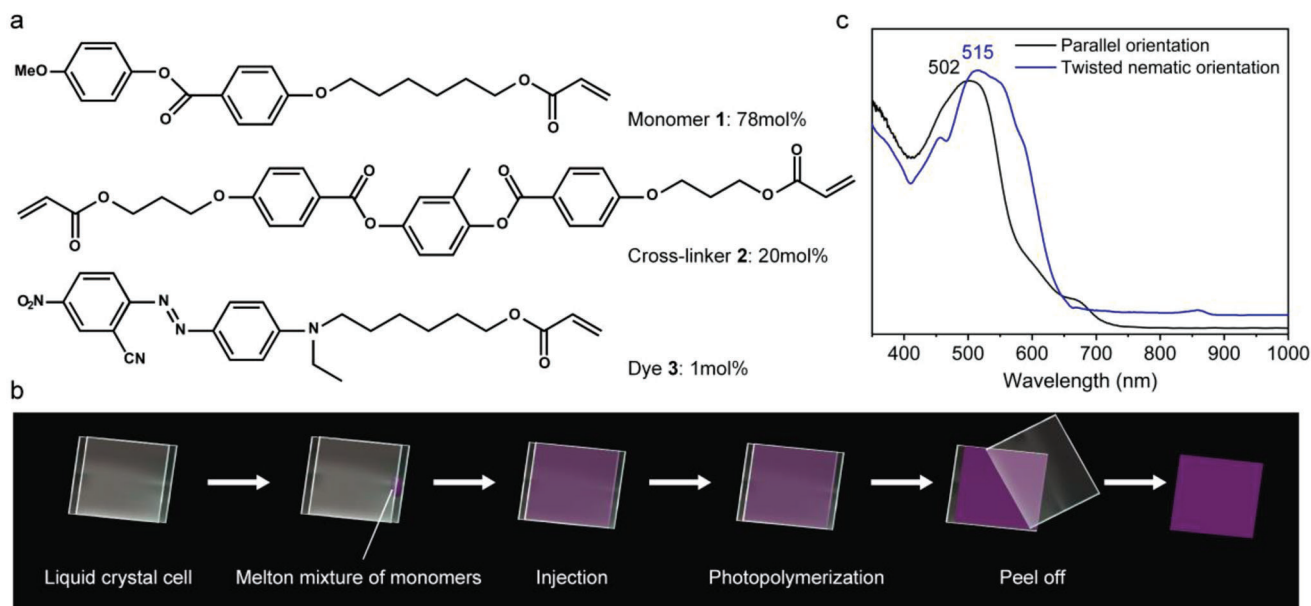 a
MeO
O
O
O
O
O
Monomer 1: 78mol%
O
O
O
O
O
O
O
O
O
O
Cross-linker 2: 20mol%
O₂N
N
N
CN
N
O
O
Dye 3: 1mol%
c
Parallel orientation
Twisted nematic orientation
502
515
400 500 600 700 800 900 1000
Wavelength (nm)
b
Liquid crystal cell
Melton mixture of monomers
Injection
Photopolymerization
Peel off